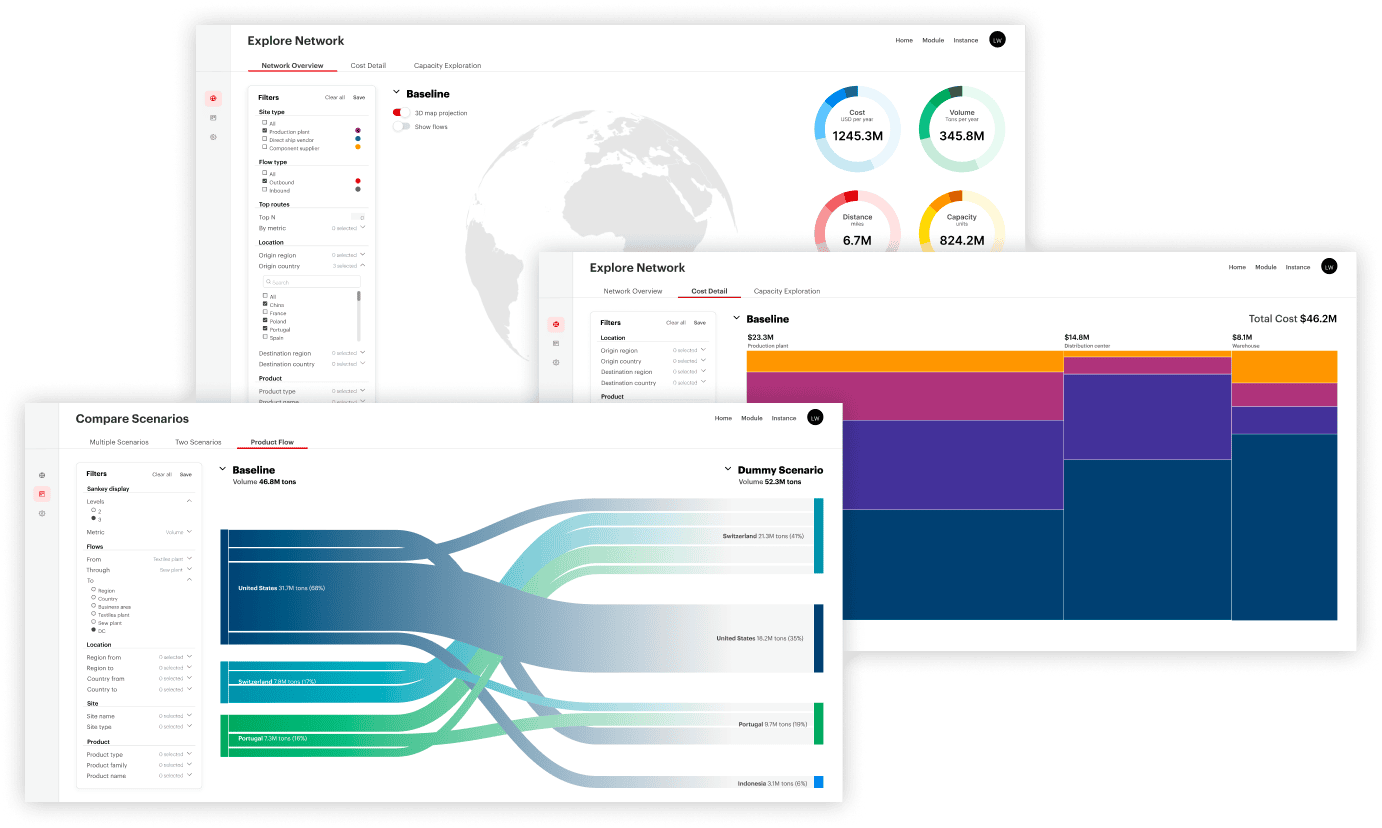 Explore Network
Home Module Instance LW
Network Overview Cost Detail Capacity Exploration
Filters Clear all Save
Site type
All
Production plant
Direct ship vendor
Component supplier
Flow type
All
Outbound
Inbound
Top routes
Top N 0
By metric 0 selected
Location
Origin region 0 selected
Origin country 3 selected
Search
All
China
France
Poland
Portugal
Spain
Destination region 0 selected
Destination country 0 selected
Product
Product type 0 selected
Product name 0 selected
Baseline
3D map projection
Show flows
Cost
USD per year
1245.3M
Volume
Tons per year
345.8M
Distance
miles
6.7M
Capacity
units
824.2M
Explore Network
Home Module Instance LW
Network Overview Cost Detail Capacity Exploration
Filters Clear all Save
Location
Origin region 0 selected
Origin country 0 selected
Destination region 0 selected
Destination country 0 selected
Product
Baseline
Total Cost $46.2M
$23.3M
Production plant
$14.8M
Distribution center
$8.1M
Warehouse
Compare Scenarios
Home Module Instance LW
Multiple Scenarios Two Scenarios Product Flow
Filters Clear all Save
Sankey display
Levels
2
3
Metric Volume
Flows
From Textiles plant
Through Sew plant
To
Region
Country
Business area
Textiles plant
Sew plant
DC
Location
Region from 0 selected
Region to 0 selected
Country from 0 selected
Country to 0 selected
Site
Site name 0 selected
Site type 0 selected
Product
Product type 0 selected
Product family 0 selected
Product name 0 selected
Baseline
Volume 46.8M tons
Dummy Scenario
Volume 52.3M tons
United States 31.7M tons (68%)
Switzerland 7.8M tons (17%)
Portugal 7.3M tons (16%)
Switzerland 21.3M tons (41%)
United States 18.2M tons (35%)
Portugal 9.7M tons (19%)
Indonesia 3.1M tons (6%)